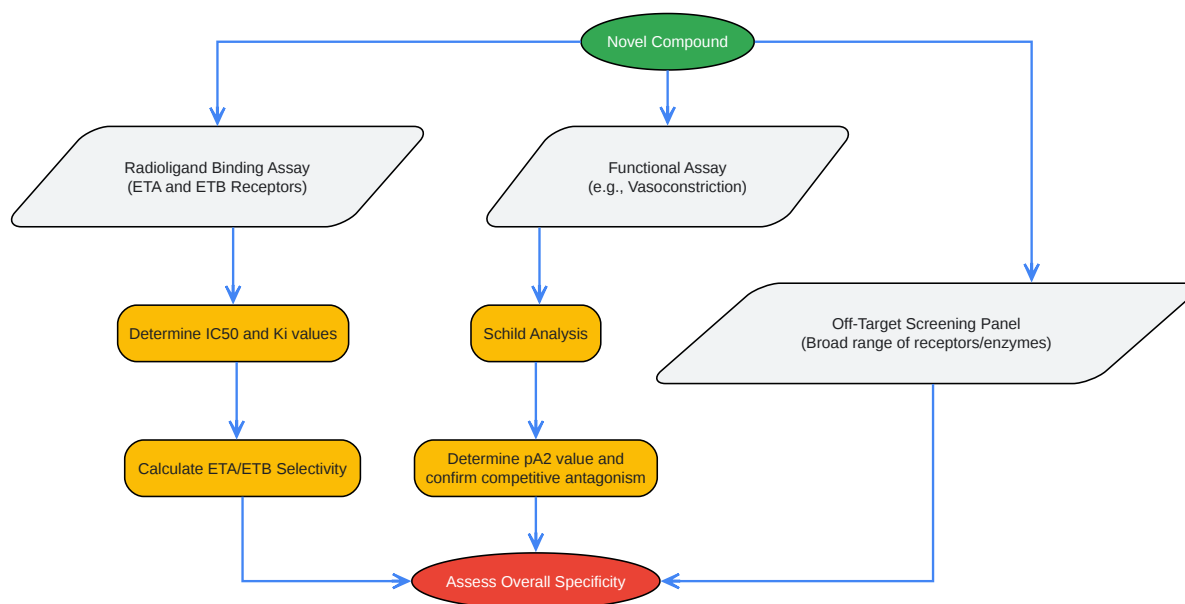 Novel Compound
Radioligand Binding Assay
(ETA and ETB Receptors)
Functional Assay
(e.g., Vasoconstriction)
Off-Target Screening Panel
(Broad range of receptors/enzymes)
Determine IC50 and Ki values
Schild Analysis
Calculate ETA/ETB Selectivity
Determine pA2 value and
confirm competitive antagonism
Assess Overall Specificity